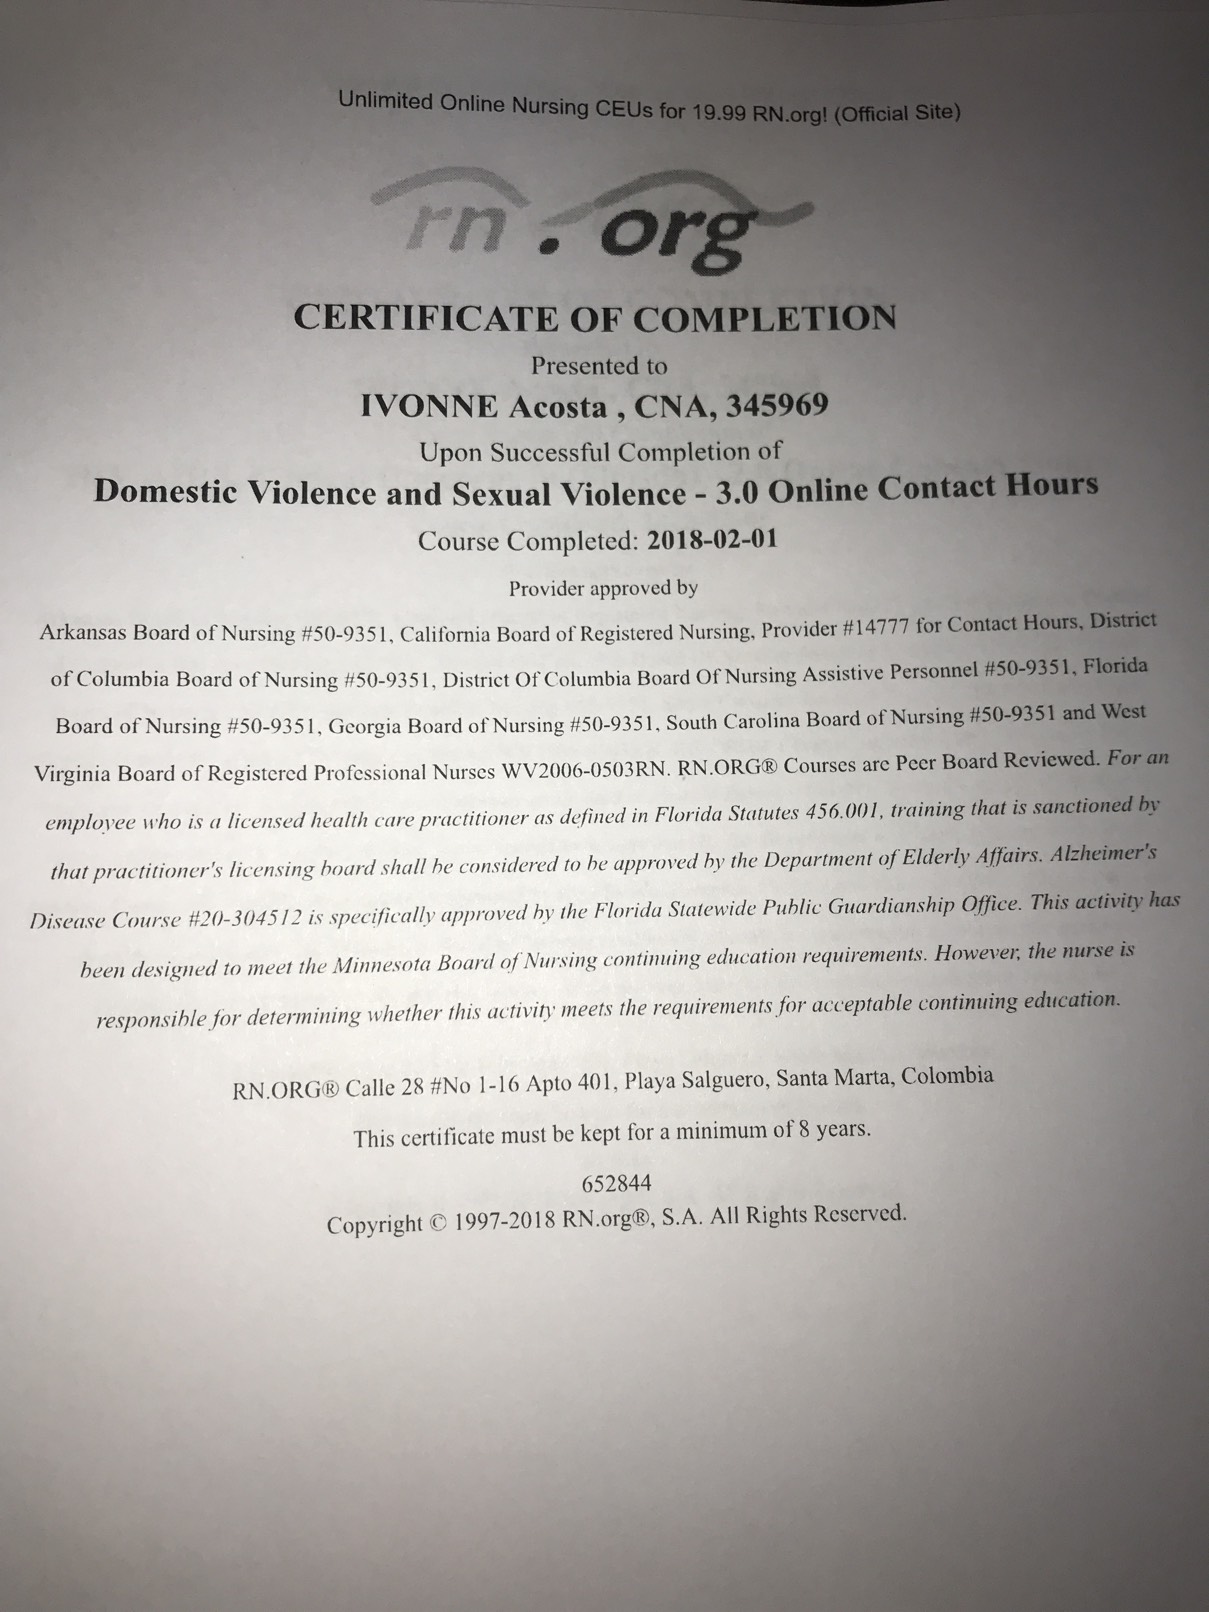 Unlimited Online Nursing CEUs for 19.99 RN.org! (Official Site)
rn.org
CERTIFICATE OF COMPLETION
Presented to
IVONNE Acosta , CNA, 345969
Upon Successful Completion of
Domestic Violence and Sexual Violence - 3.0 Online Contact Hours
Course Completed: 2018-02-01
Provider approved by
Arkansas Board of Nursing #50-9351, California Board of Registered Nursing, Provider #14777 for Contact Hours, District
of Columbia Board of Nursing #50-9351, District Of Columbia Board Of Nursing Assistive Personnel #50-9351, Florida
Board of Nursing #50-9351, Georgia Board of Nursing #50-9351, South Carolina Board of Nursing #50-9351 and West
Virginia Board of Registered Professional Nurses WV2006-0503RN. RN.ORG® Courses are Peer Board Reviewed. For an
employee who is a licensed health care practitioner as defined in Florida Statutes 456.001, training that is sanctioned by
that practitioner's licensing board shall be considered to be approved by the Department of Elderly Affairs. Alzheimer's
Disease Course #20-304512 is specifically approved by the Florida Statewide Public Guardianship Office. This activity has
been designed to meet the Minnesota Board of Nursing continuing education requirements. However, the nurse is
responsible for determining whether this activity meets the requirements for acceptable continuing education.
RN.ORG® Calle 28 #No 1-16 Apto 401, Playa Salguero, Santa Marta, Colombia
This certificate must be kept for a minimum of 8 years.
652844
Copyright © 1997-2018 RN.org®, S.A. All Rights Reserved.